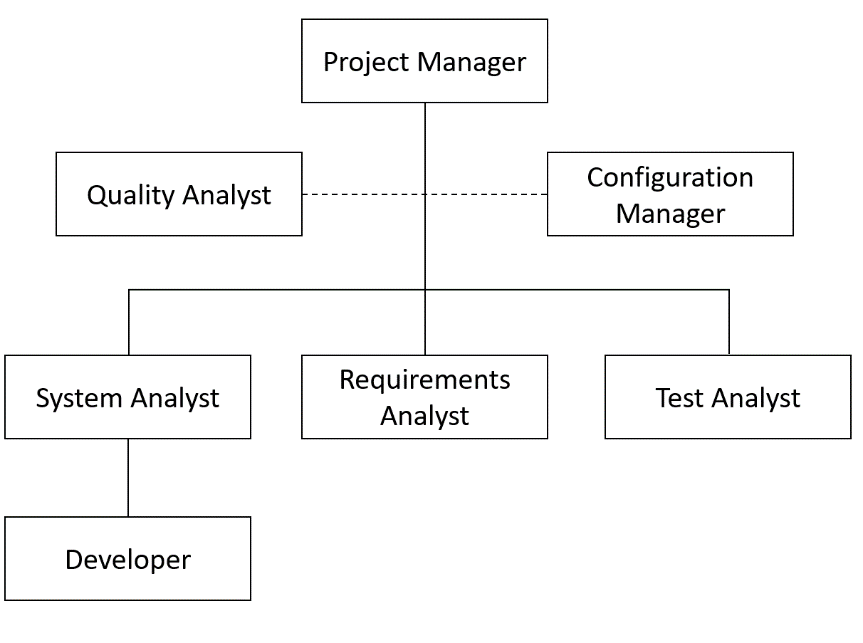 Project Manager
Quality Analyst
Configuration
Manager
System Analyst
Requirements
Analyst
Test Analyst
Developer